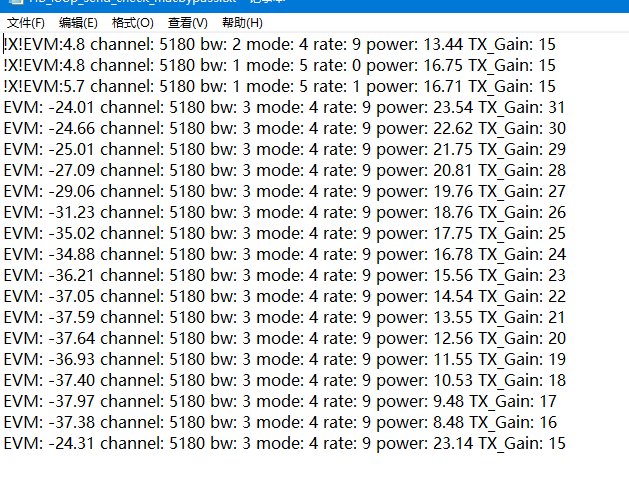 文件(F) 编辑(E) 格式(O) 查看(V) 帮助(H)
!X!EVM:4.8 channel: 5180 bw: 2 mode: 4 rate: 9 power: 13.44 TX_Gain: 15
!X!EVM:4.8 channel: 5180 bw: 1 mode: 5 rate: 0 power: 16.75 TX_Gain: 15
!X!EVM:5.7 channel: 5180 bw: 1 mode: 5 rate: 1 power: 16.71 TX_Gain: 15
EVM: -24.01 channel: 5180 bw: 3 mode: 4 rate: 9 power: 23.54 TX_Gain: 31
EVM: -24.66 channel: 5180 bw: 3 mode: 4 rate: 9 power: 22.62 TX_Gain: 30
EVM: -25.01 channel: 5180 bw: 3 mode: 4 rate: 9 power: 21.75 TX_Gain: 29
EVM: -27.09 channel: 5180 bw: 3 mode: 4 rate: 9 power: 20.81 TX_Gain: 28
EVM: -29.06 channel: 5180 bw: 3 mode: 4 rate: 9 power: 19.76 TX_Gain: 27
EVM: -31.23 channel: 5180 bw: 3 mode: 4 rate: 9 power: 18.76 TX_Gain: 26
EVM: -35.02 channel: 5180 bw: 3 mode: 4 rate: 9 power: 17.75 TX_Gain: 25
EVM: -34.88 channel: 5180 bw: 3 mode: 4 rate: 9 power: 16.78 TX_Gain: 24
EVM: -36.21 channel: 5180 bw: 3 mode: 4 rate: 9 power: 15.56 TX_Gain: 23
EVM: -37.05 channel: 5180 bw: 3 mode: 4 rate: 9 power: 14.54 TX_Gain: 22
EVM: -37.59 channel: 5180 bw: 3 mode: 4 rate: 9 power: 13.55 TX_Gain: 21
EVM: -37.64 channel: 5180 bw: 3 mode: 4 rate: 9 power: 12.56 TX_Gain: 20
EVM: -36.93 channel: 5180 bw: 3 mode: 4 rate: 9 power: 11.55 TX_Gain: 19
EVM: -37.40 channel: 5180 bw: 3 mode: 4 rate: 9 power: 10.53 TX_Gain: 18
EVM: -37.97 channel: 5180 bw: 3 mode: 4 rate: 9 power: 9.48 TX_Gain: 17
EVM: -37.38 channel: 5180 bw: 3 mode: 4 rate: 9 power: 8.48 TX_Gain: 16
EVM: -24.31 channel: 5180 bw: 3 mode: 4 rate: 9 power: 23.14 TX_Gain: 15